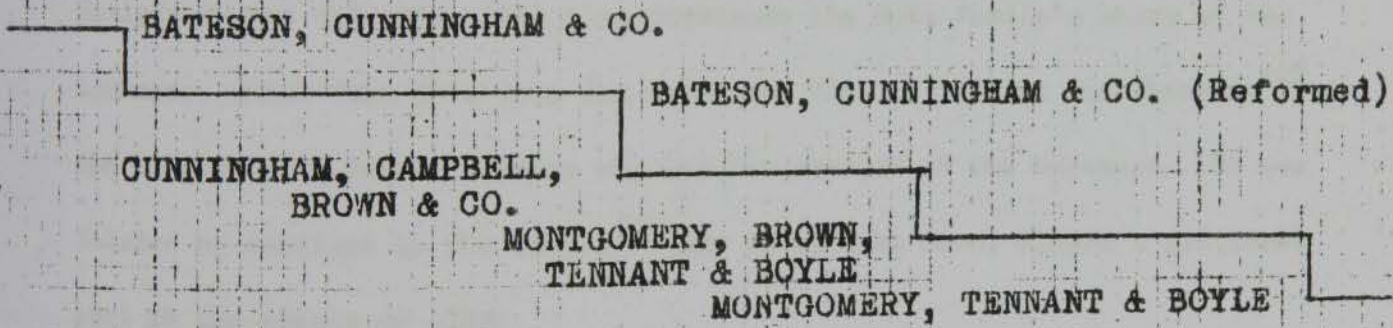 BATESON, CUNNINGHAM & CO.
BATESON, CUNNINGHAM & CO. (Reformed)
CUNNINGHAM, CAMPBELL,
BROWN & CO.
MONTGOMERY, BROWN,
TENNANT & BOYLE
MONTGOMERY, TENNANT & BOYLE